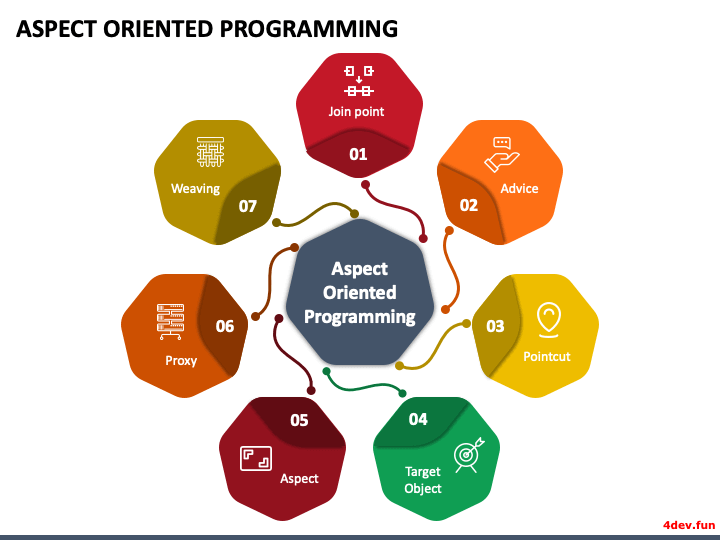 ASPECT ORIENTED PROGRAMMING
Join point
01
Advice
02
03
Pointcut
04
Target
Object
05
Aspect
06
Proxy
Weaving
07
Aspect
Oriented
Programming
4dev.fun